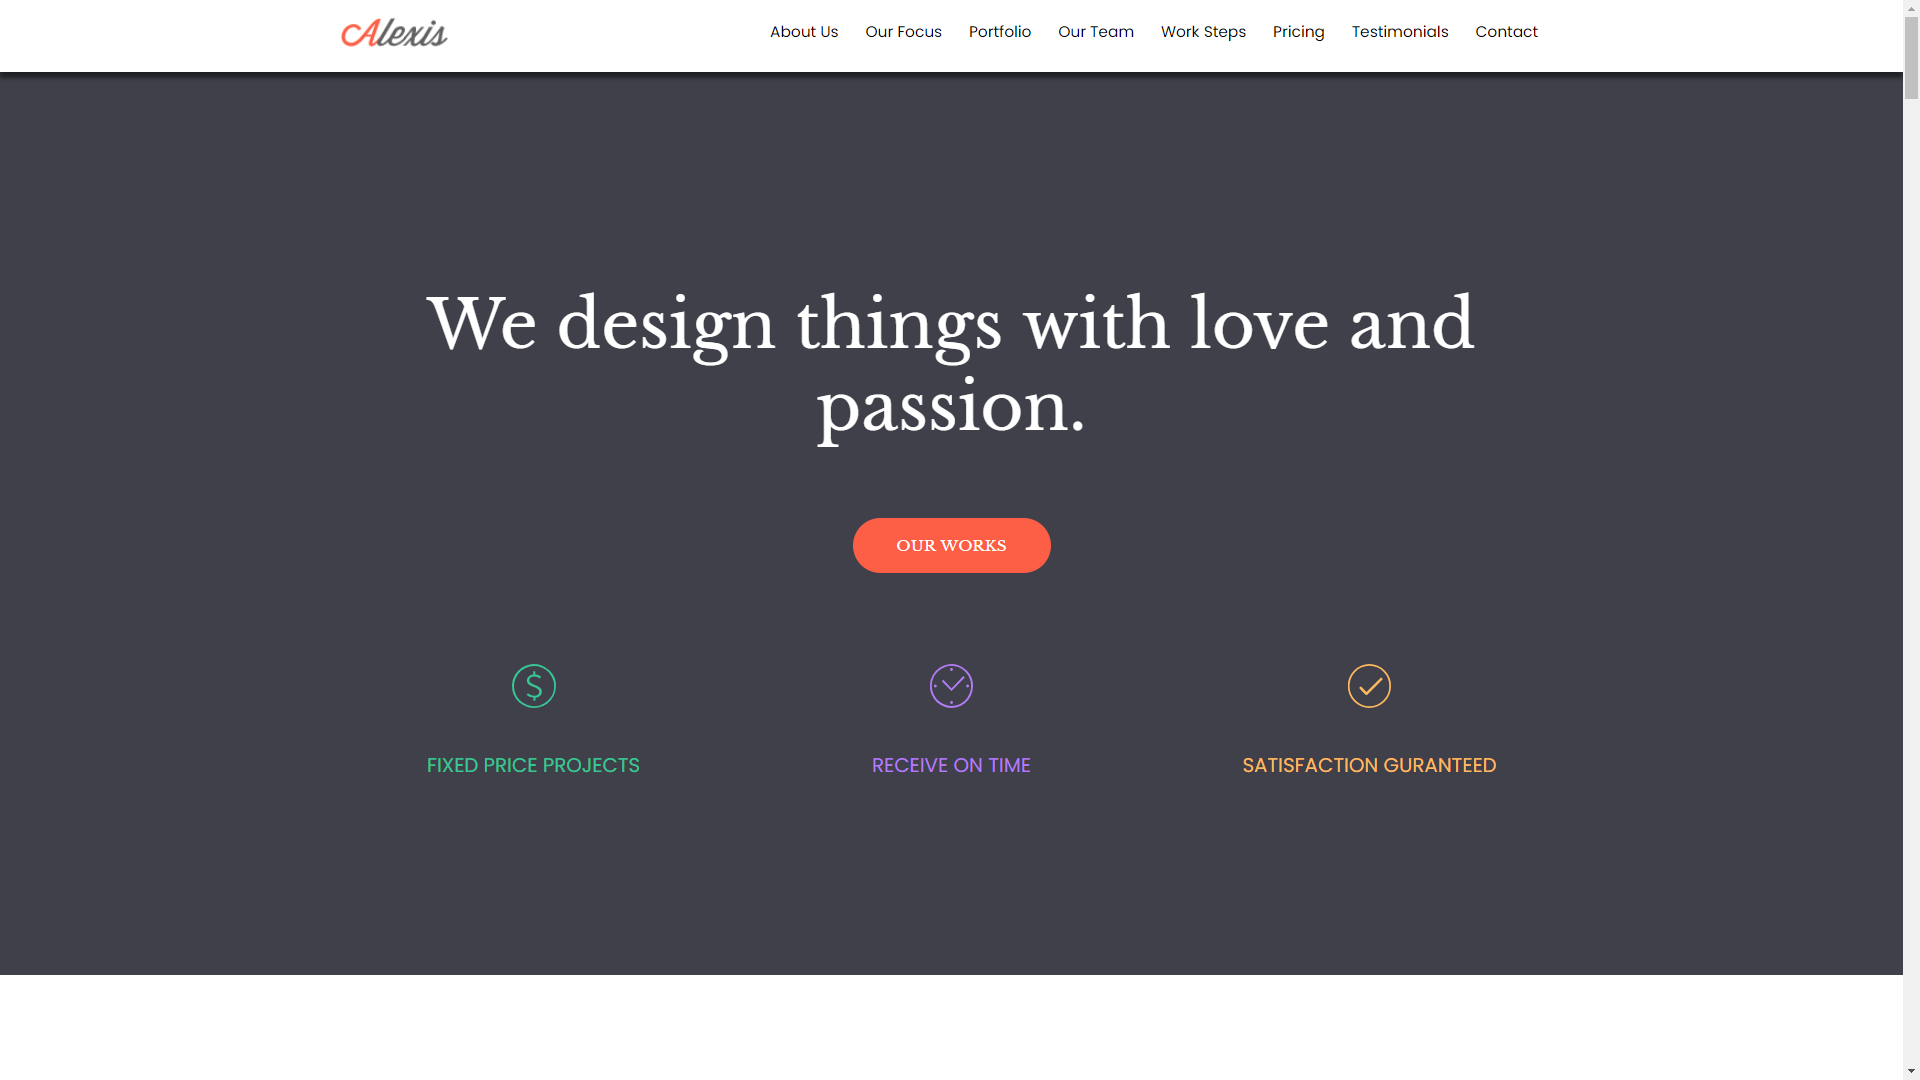 Alexis
About Us Our Focus Portfolio Our Team Work Steps Pricing Testimonials Contact
We design things with love and
passion.
OUR WORKS
FIXED PRICE PROJECTS RECEIVE ON TIME SATISFACTION GURANTEED